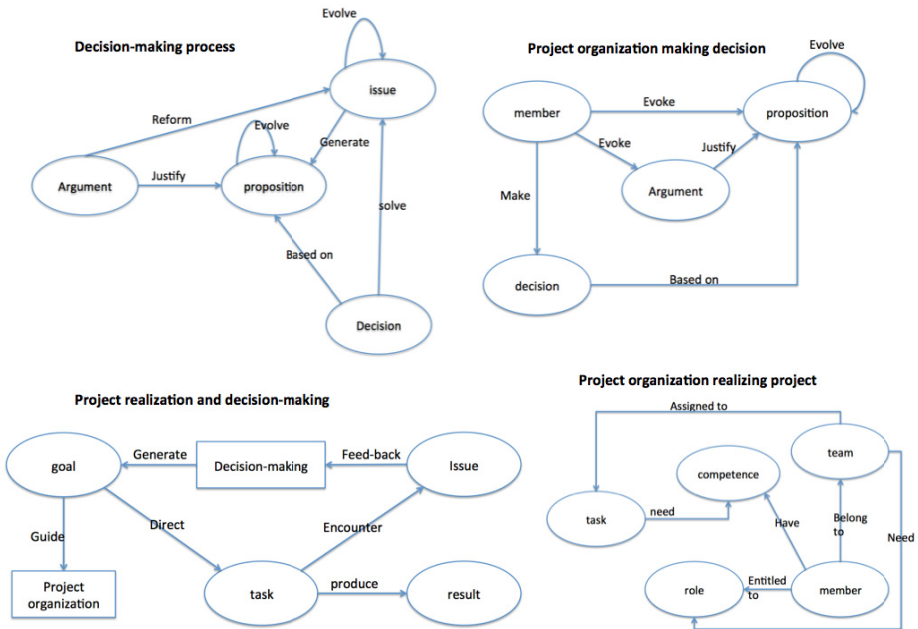 Decision-making process
Evolve
issue
Reform
Evolve
Generate
Argument
Justify
proposition
solve
Based on
Decision
Project organization making decision
Evolve
member
Evoke
proposition
Evoke
Justify
Argument
Make
decision
Based on
Project realization and decision-making
goal
Generate
Decision-making
Feed-back
Issue
Guide
Direct
Encounter
Project
organization
task
produce
result
Project organization realizing project
Assigned to
team
competence
task
need
Have
Belong
to
Need
role
Entitled
to
member